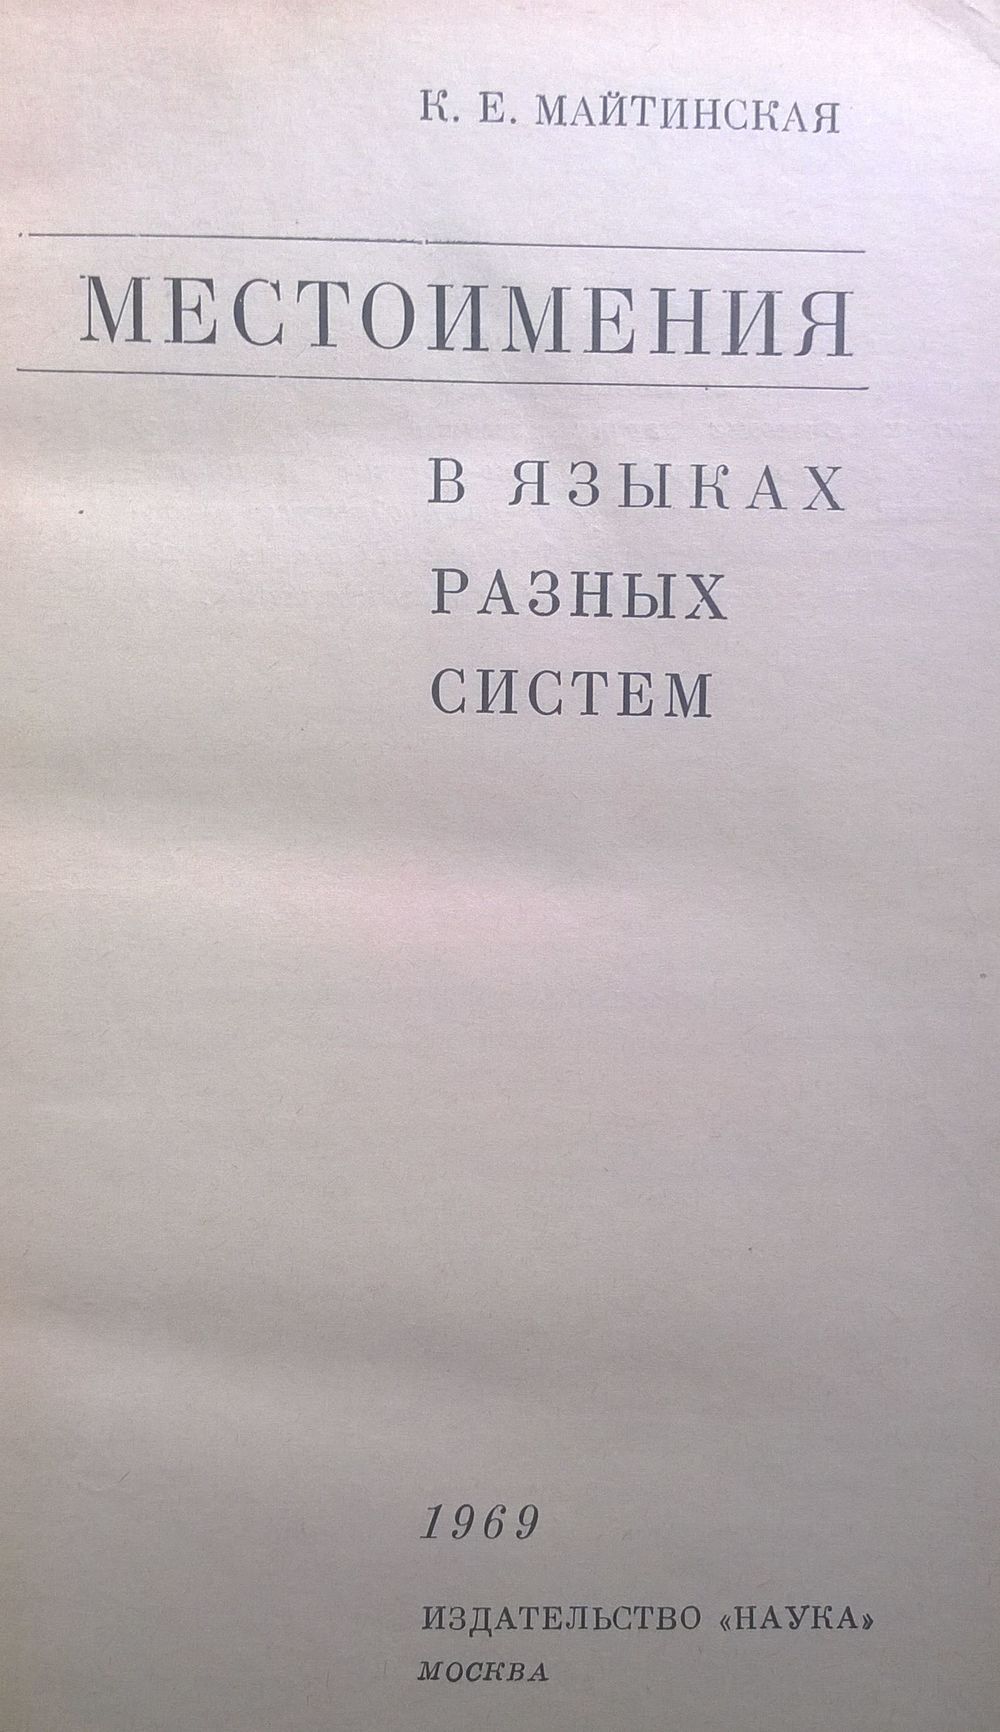 К. Е. МАЙТИНСКАЯ
МЕСТОИМЕНИЯ
В ЯЗЫКАХ
РАЗНЫХ
СИСТЕМ
1969
ИЗДАТЕЛЬСТВО «НАУКА»
МОСКВА